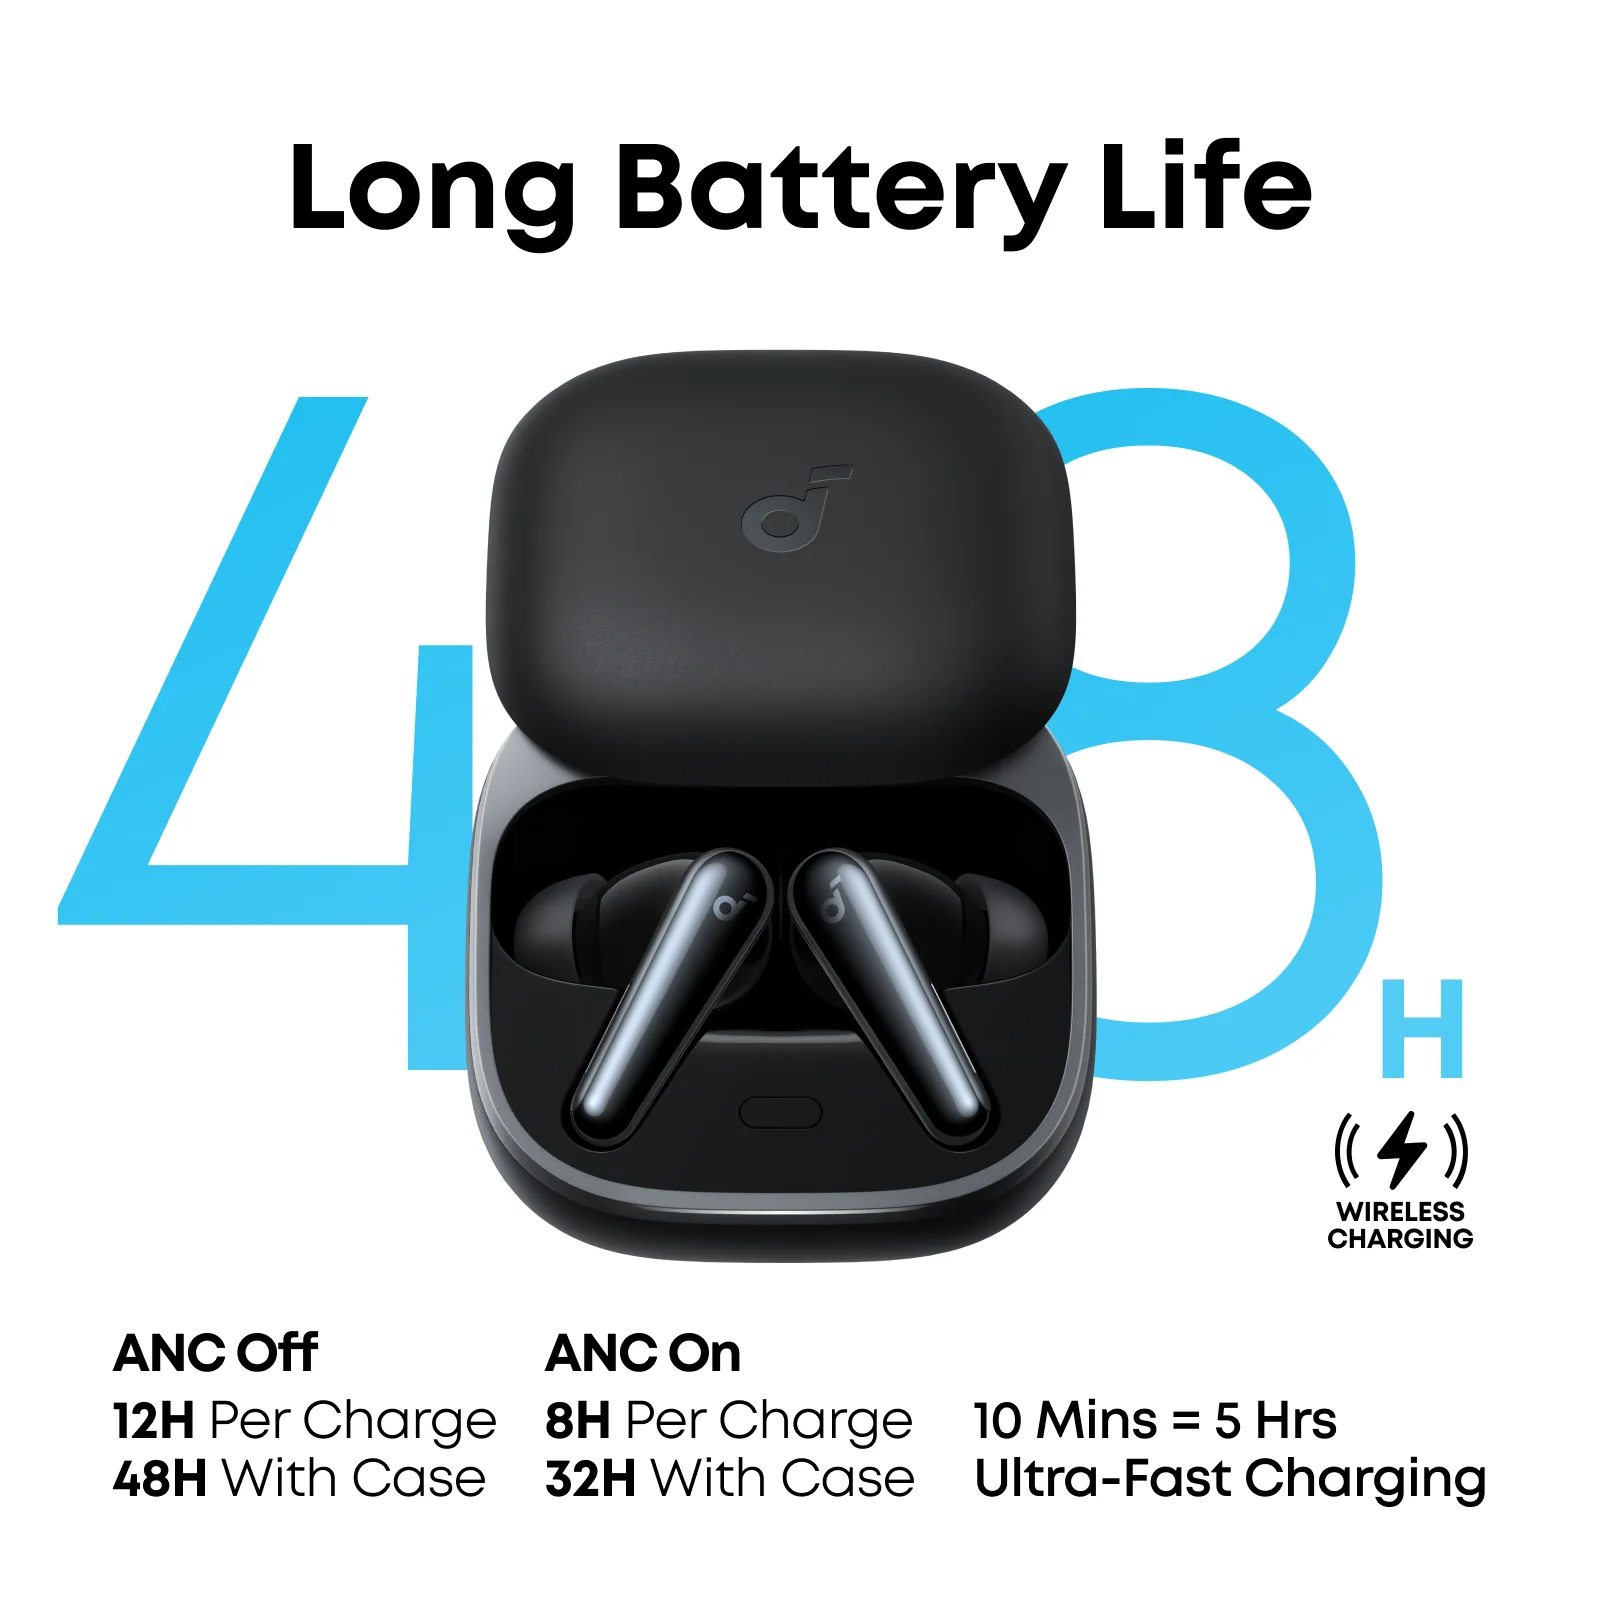 Long Battery Life
48H
WIRELESS
CHARGING
ANC Off
12H Per Charge
48H With Case
ANC On
8H Per Charge
32H With Case
10 Mins = 5 Hrs
Ultra-Fast Charging